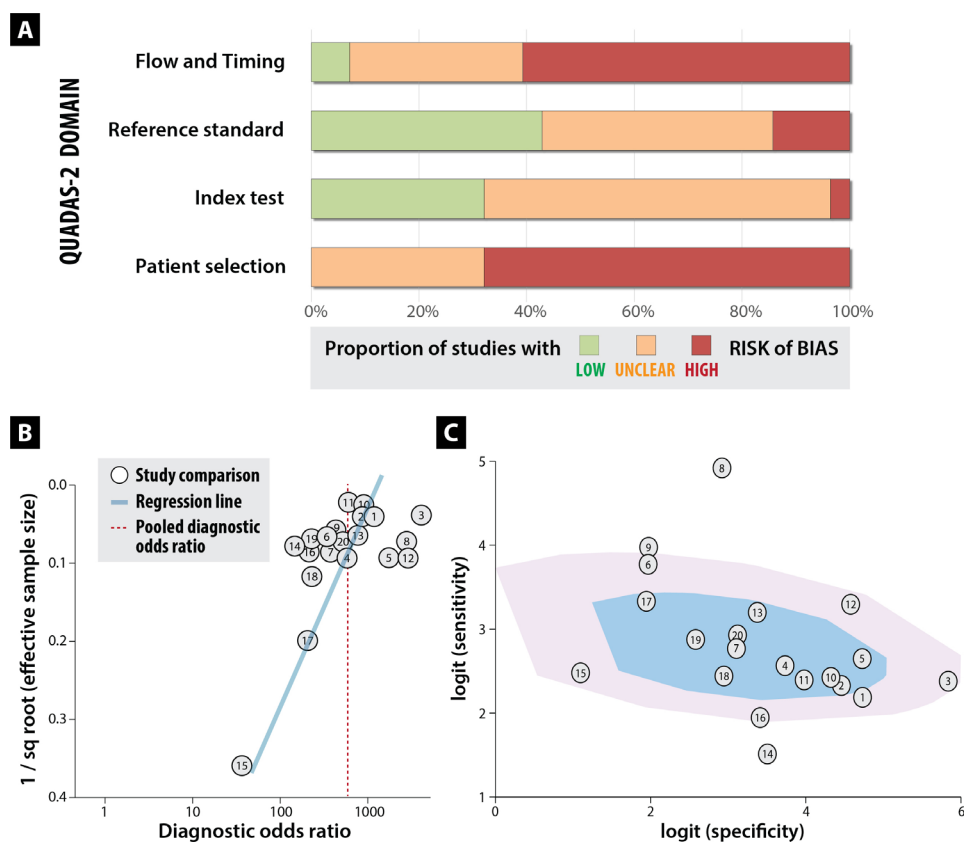 A
QUADAS-2 DOMAIN
Flow and Timing
Reference standard
Index test
Patient selection
0% 20% 40% 60% 80% 100%
Proportion of studies with LOW UNCLEAR HIGH RISK of BIAS
B
Study comparison
Regression line
Pooled diagnostic
odds ratio
1 / sq root (effective sample size)
0.0
0.1
0.2
0.3
0.4
11 10 3
2 1
9
13
19 6 20 8
14 16 7 4 5 12
18
17
15
1 10 100 1000
Diagnostic odds ratio
C
logit (sensitivity)
5
4
3
2
1
8
9
6
17 13 12
19 20
7
15 18 4 11 10 2 5 1 3
16
14
2 4 6
logit (specificity)